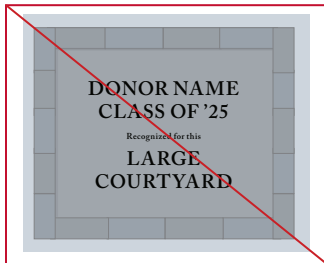 DONOR NAME
CLASS OF ’25
Recognized for this
LARGE
COURTYARD